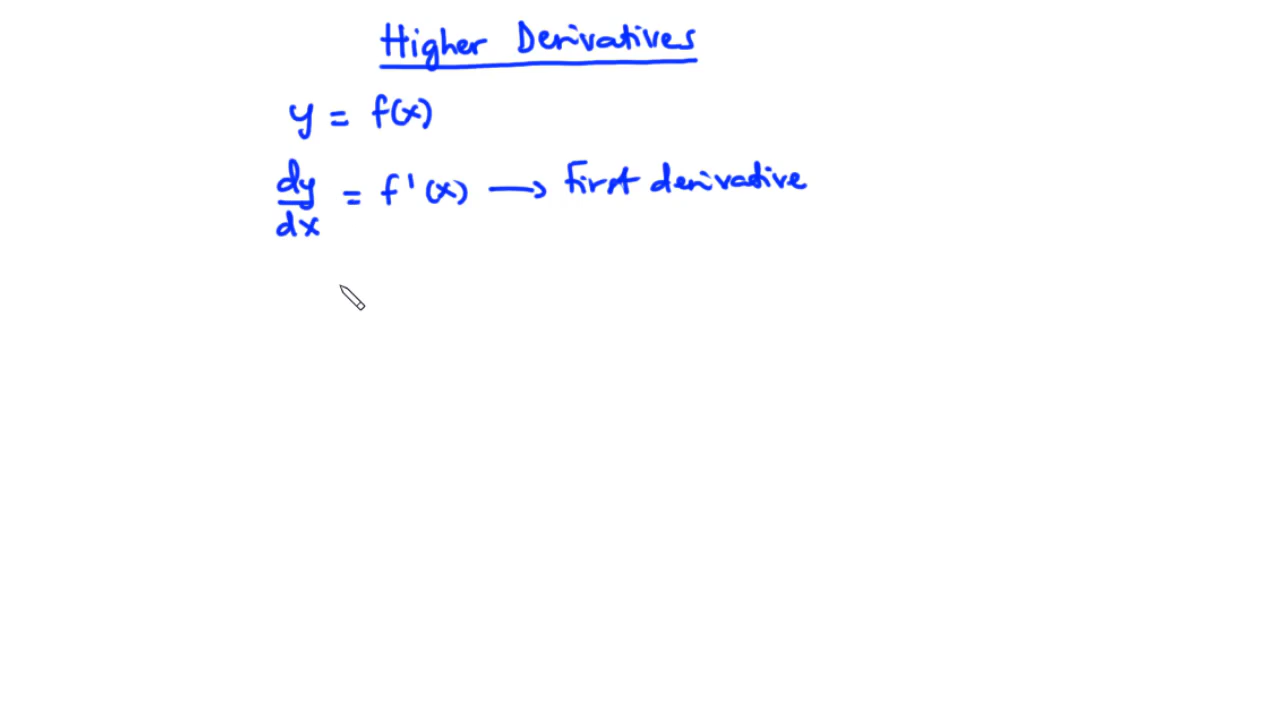 Higher Derivatives
y = f(x)
dy/dx = f'(x) → First derivative